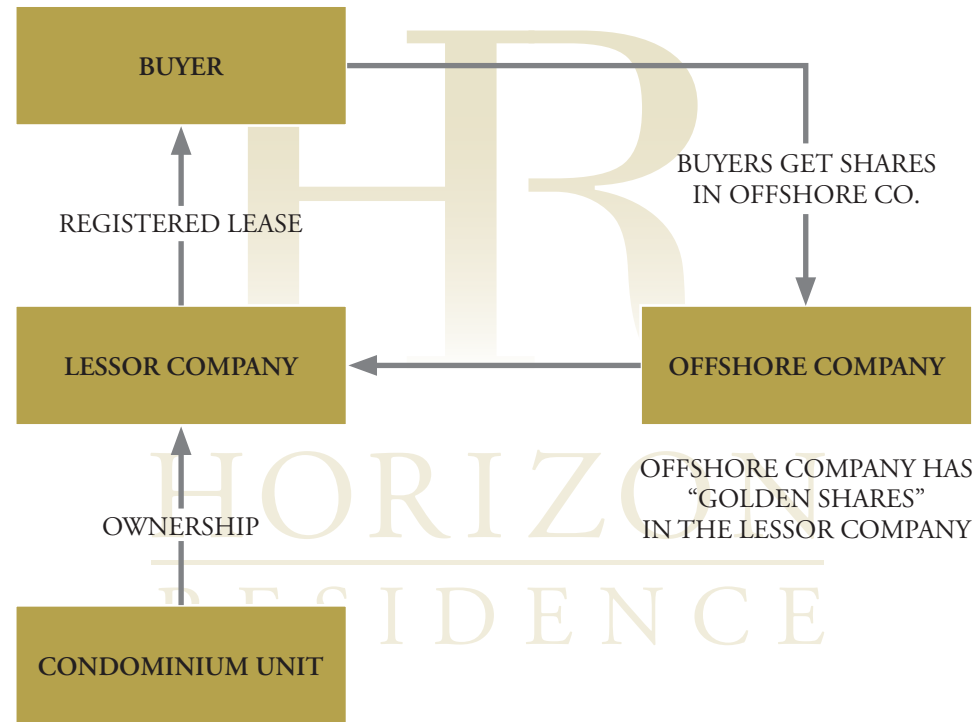 BUYER
BUYERS GET SHARES
IN OFFSHORE CO.
REGISTERED LEASE
LESSOR COMPANY
OFFSHORE COMPANY
OFFSHORE COMPANY HAS
“GOLDEN SHARES”
IN THE LESSOR COMPANY
OWNERSHIP
CONDOMINIUM UNIT
HR
HORIZON
RESIDENCE